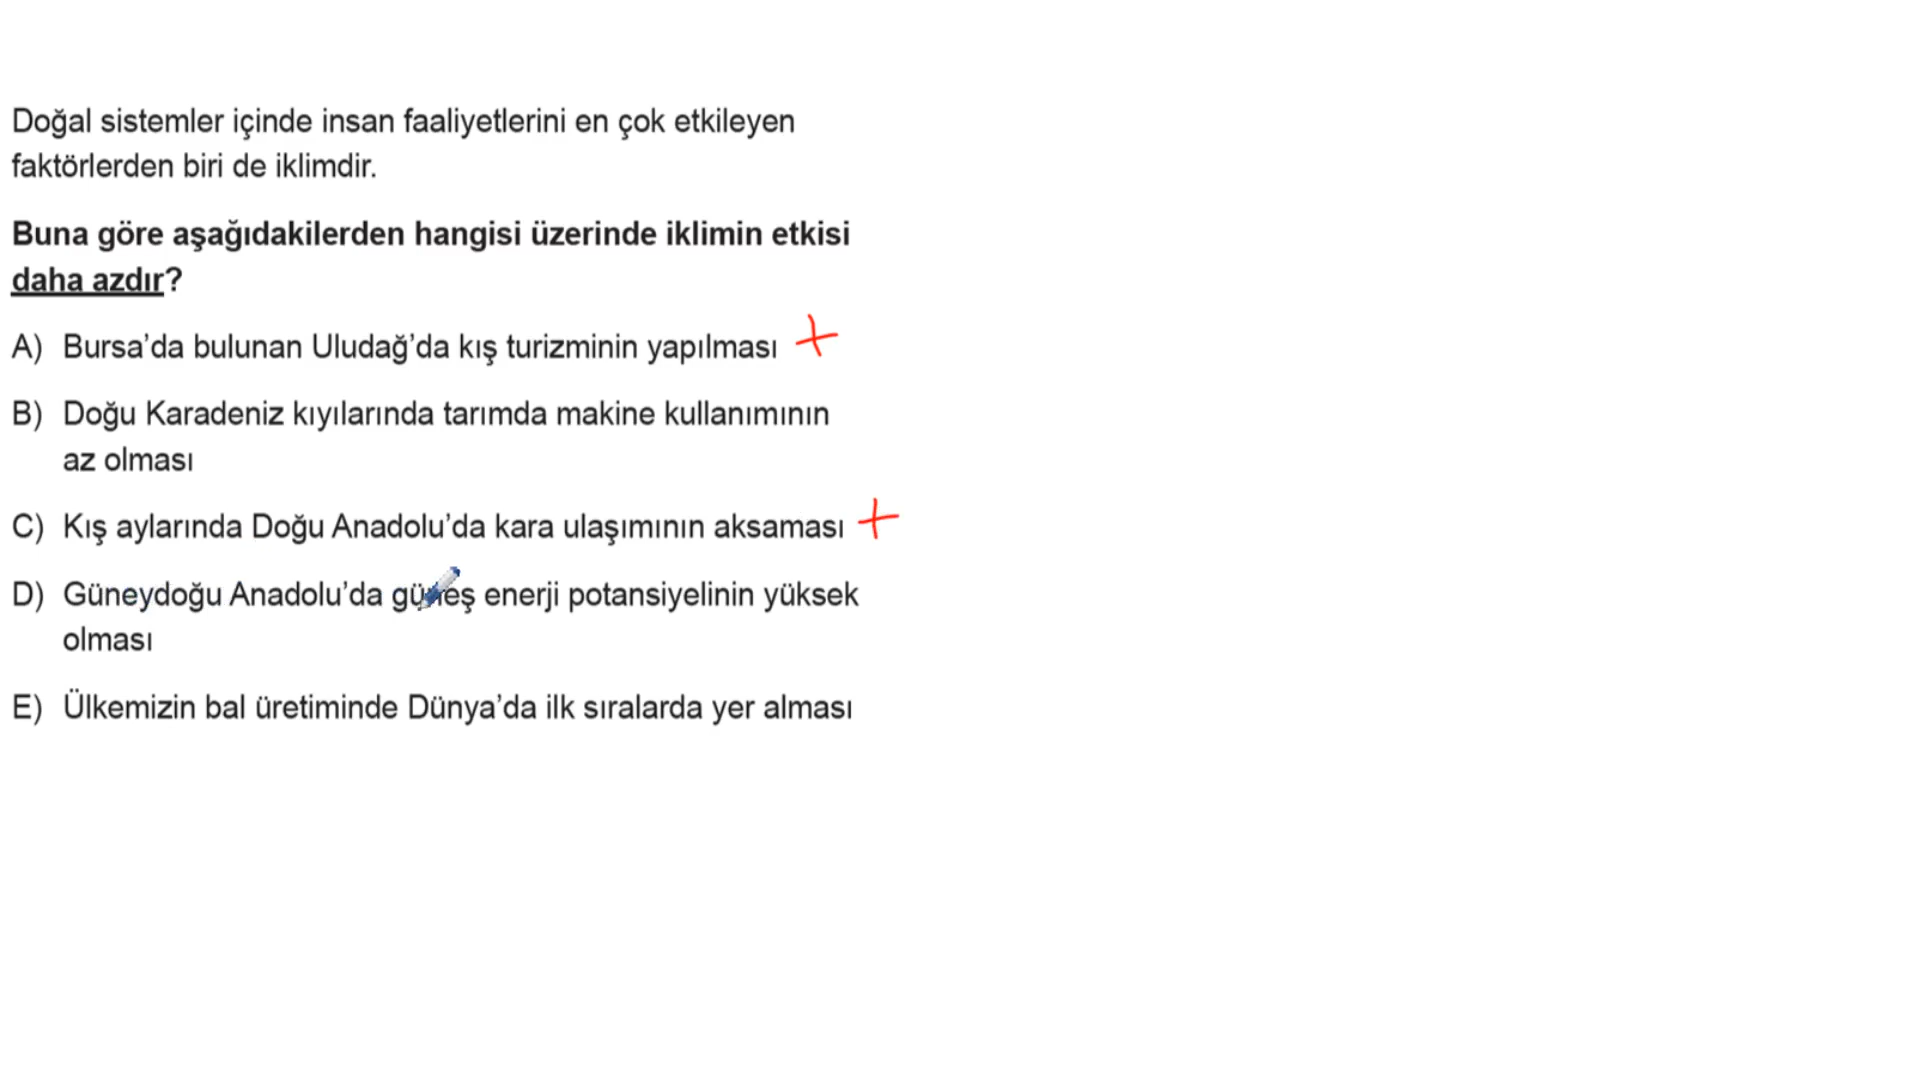 Doğal sistemler içinde insan faaliyetlerini en çok etkileyen
faktörlerden biri de iklimdir.
Buna göre aşağıdakilerden hangisi üzerinde iklimin etkisi
daha azdır?
A) Bursa’da bulunan Uludağ’da kış turizminin yapılması
B) Doğu Karadeniz kıyılarında tarımda makine kullanımının
az olması
C) Kış aylarında Doğu Anadolu’da kara ulaşımının aksaması
D) Güneydoğu Anadolu’da güneş enerji potansiyelinin yüksek
olması
E) Ülkemizin bal üretiminde Dünya’da ilk sıralarda yer alması